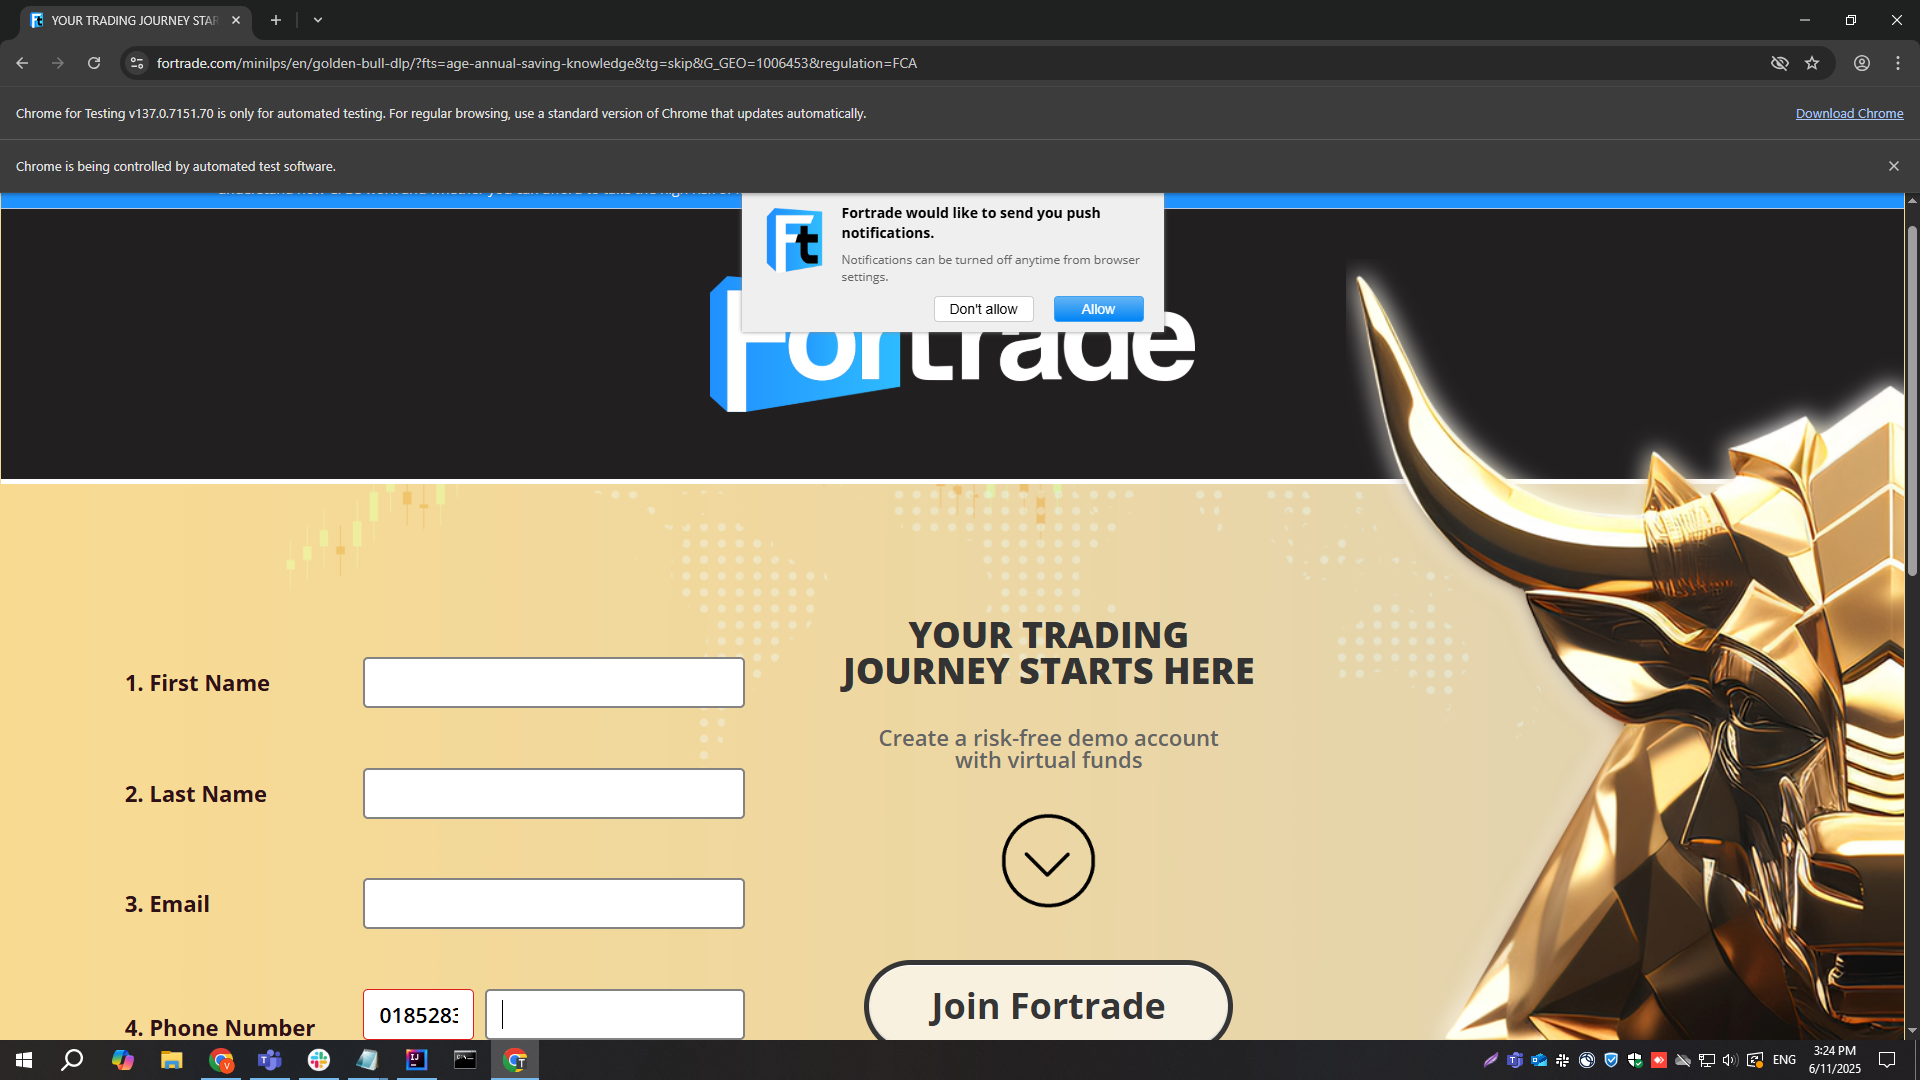 YOUR TRADING JOURNEY STAR
fortrade.com/minilps/en/golden-bull-dlp/?fts=age-annual-saving-knowledge&tg=skip&G_GEO=1006453&regulation=FCA
Chrome for Testing v137.0.7151.70 is only for automated testing. For regular browsing, use a standard version of Chrome that updates automatically.
Download Chrome
Chrome is being controlled by automated test software.
Ft
Fortrade would like to send you push
notifications.
Notifications can be turned off anytime from browser
settings.
Don't allow
Allow
Fortrade
YOUR TRADING
JOURNEY STARTS HERE
Create a risk-free demo account
with virtual funds
1. First Name
2. Last Name
3. Email
4. Phone Number
0185283
Join Fortrade
ENG
3:24 PM
6/11/2025